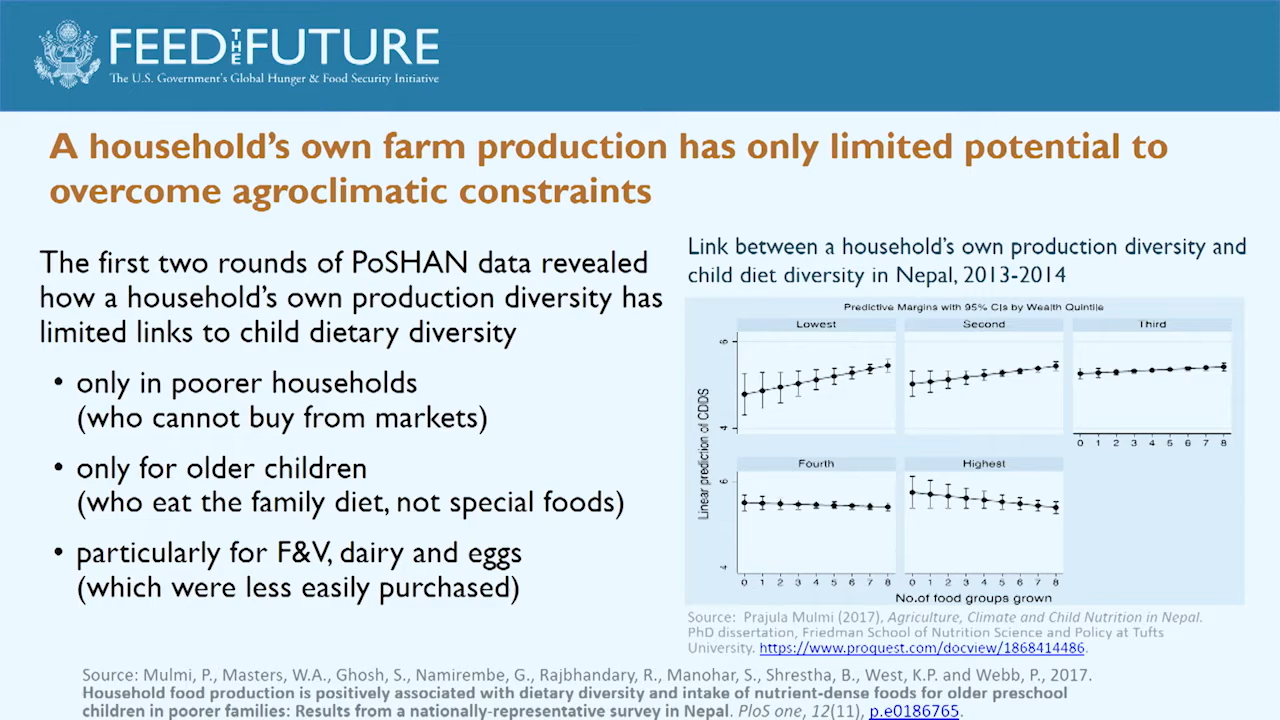 FEED THE FUTURE
The U.S. Government's Global Hunger & Food Security Initiative
A household's own farm production has only limited potential to
overcome agroclimatic constraints
The first two rounds of PoSHAN data revealed
how a household's own production diversity has
limited links to child dietary diversity
• only in poorer households
(who cannot buy from markets)
• only for older children
(who eat the family diet, not special foods)
• particularly for F&V, dairy and eggs
(which were less easily purchased)
Link between a household's own production diversity and
child diet diversity in Nepal, 2013-2014
Predictive Margins with 95% CIs by Wealth Quintile
Lowest Second Third
6
4
0 1 2 3 4 5 6 7 8
Fourth Highest
6
4
0 1 2 3 4 5 6 7 8 0 1 2 3 4 5 6 7 8
Linear prediction of CDDS
No.of food groups grown
Source: Prajula Mulmi (2017), Agriculture, Climate and Child Nutrition in Nepal.
PhD dissertation, Friedman School of Nutrition Science and Policy at Tufts
University. https://www.proquest.com/docview/1868414486.
Source: Mulmi, P., Masters, W.A., Ghosh, S., Namirembe, G., Rajbhandary, R., Manohar, S., Shrestha, B., West, K.P. and Webb, P., 2017.
Household food production is positively associated with dietary diversity and intake of nutrient-dense foods for older preschool
children in poorer families: Results from a nationally-representative survey in Nepal. PloS one, 12(11), p.e0186765.